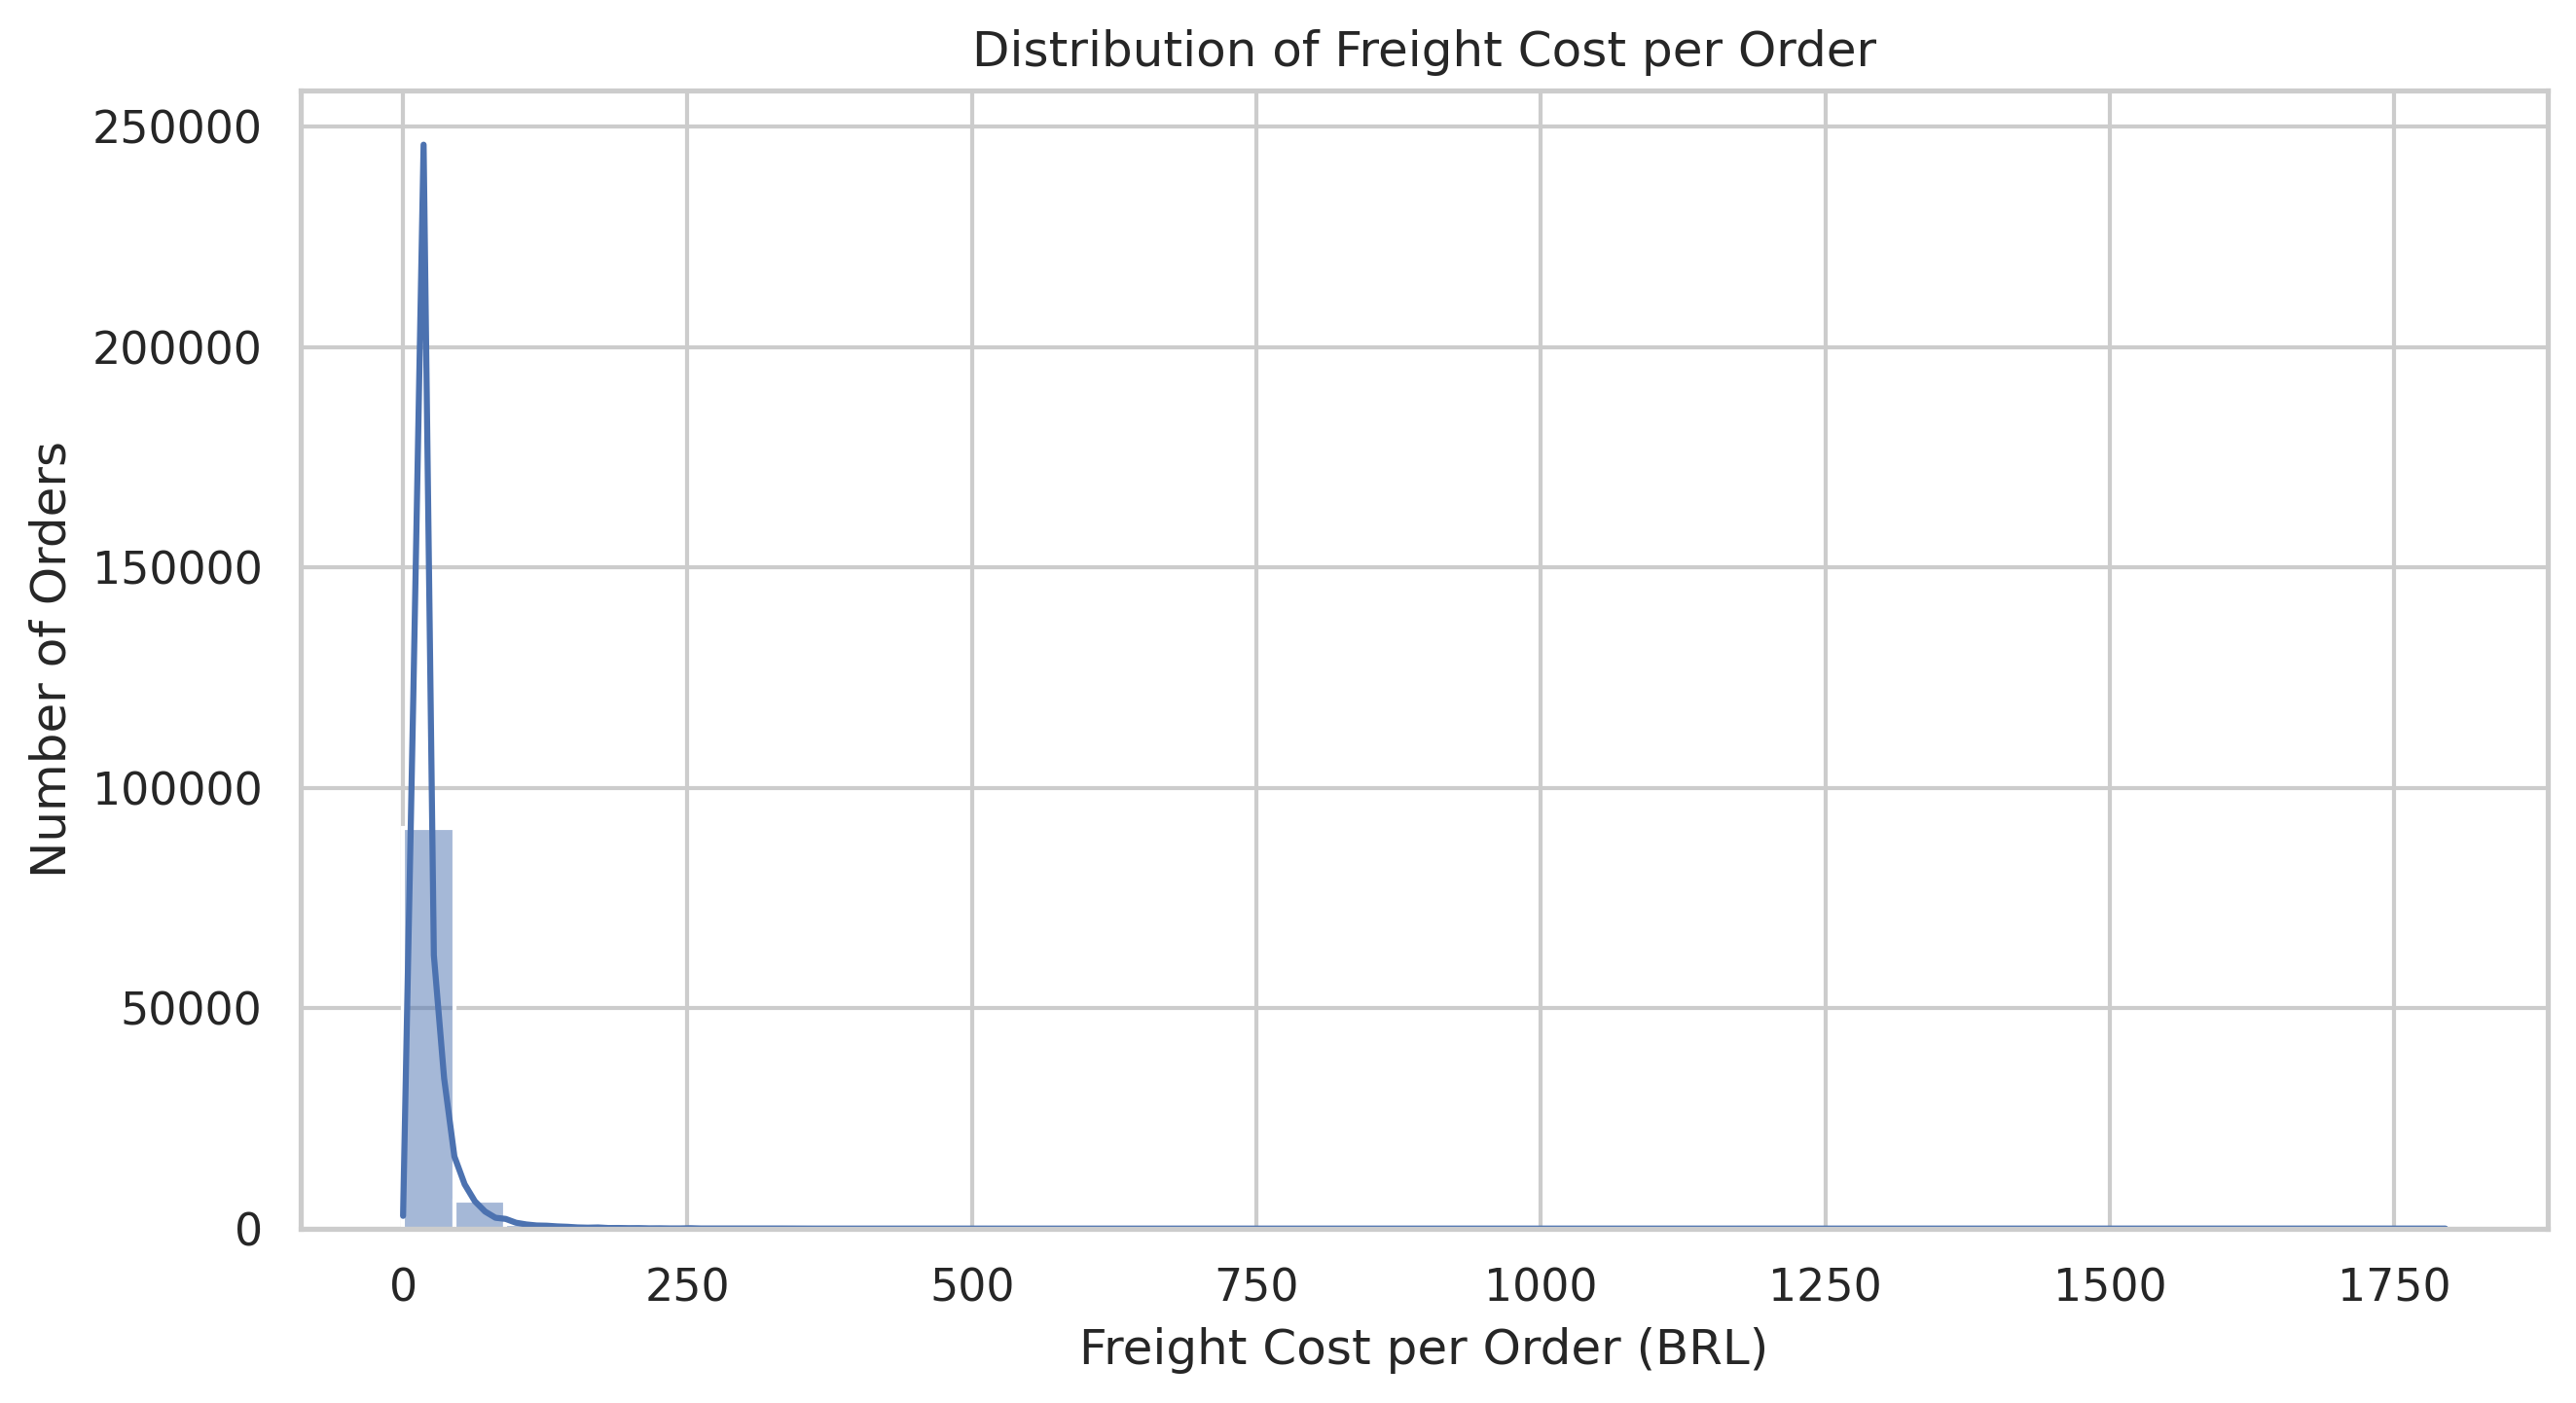 Distribution of Freight Cost per Order
250000
200000
150000
100000
50000
0
Number of Orders
0 250 500 750 1000 1250 1500 1750
Freight Cost per Order (BRL)